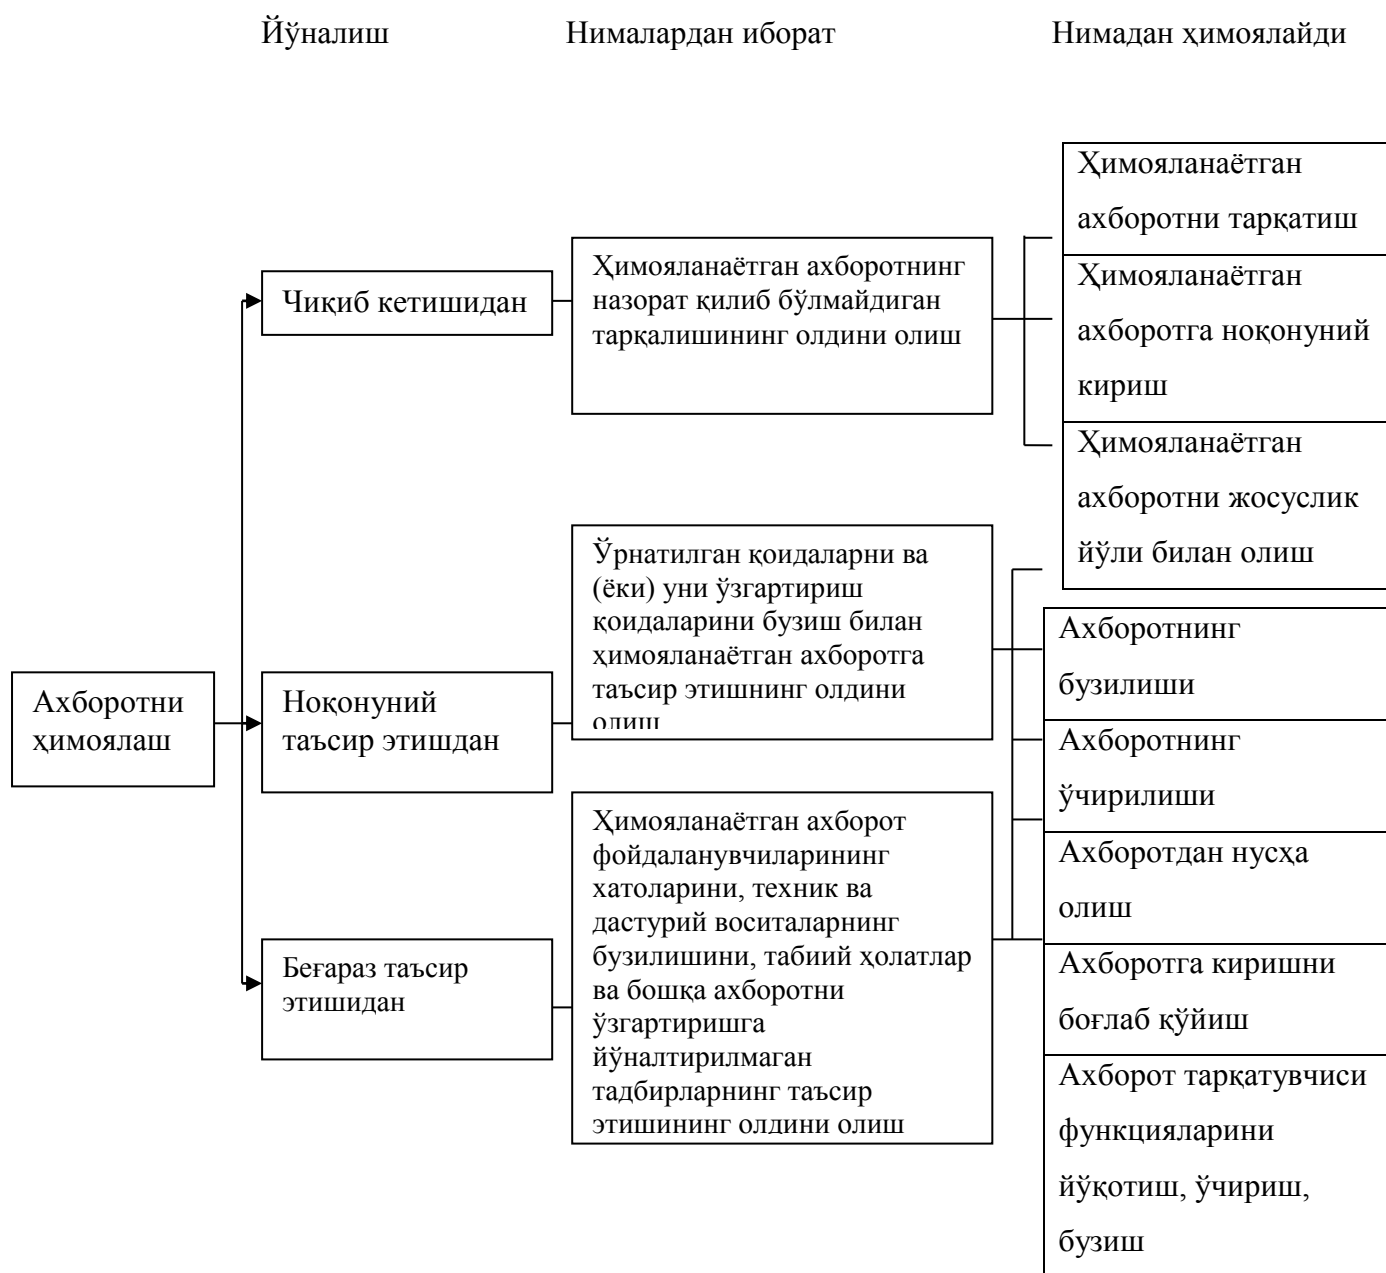 Йўналиш
Нималардан иборат
Нимадан ҳимоялайди
Ахборотни
ҳимоялаш
Чиқиб кетишидан
Ҳимояланаётган ахборотнинг
назорат қилиб бўлмайдиган
тарқалишининг олдини олиш
Ҳимояланаётган
ахборотни тарқатиш
Ҳимояланаётган
ахборотга ноқонуний
кириш
Ҳимояланаётган
ахборотни жосуслик
йўли билан олиш
Ноқонуний
таъсир этишдан
Ўрнатилган қоидаларни ва
(ёки) уни ўзгартириш
қоидаларини бузиш билан
ҳимояланаётган ахборотга
таъсир этишнинг олдини
олиш
Беғараз таъсир
этишидан
Ҳимояланаётган ахборот
фойдаланувчиларининг
хатоларини, техник ва
дастурий воситаларнинг
бузилишини, табиий ҳолатлар
ва бошқа ахборотни
ўзгартиришга
йўналтирилмаган
тадбирларнинг таъсир
этишининг олдини олиш
Ахборотнинг
бузилиши
Ахборотнинг
ўчирилиши
Ахборотдан нусҳа
олиш
Ахборотга киришни
боғлаб қўйиш
Ахборот тарқатувчиси
функцияларини
йўқотиш, ўчириш,
бузиш